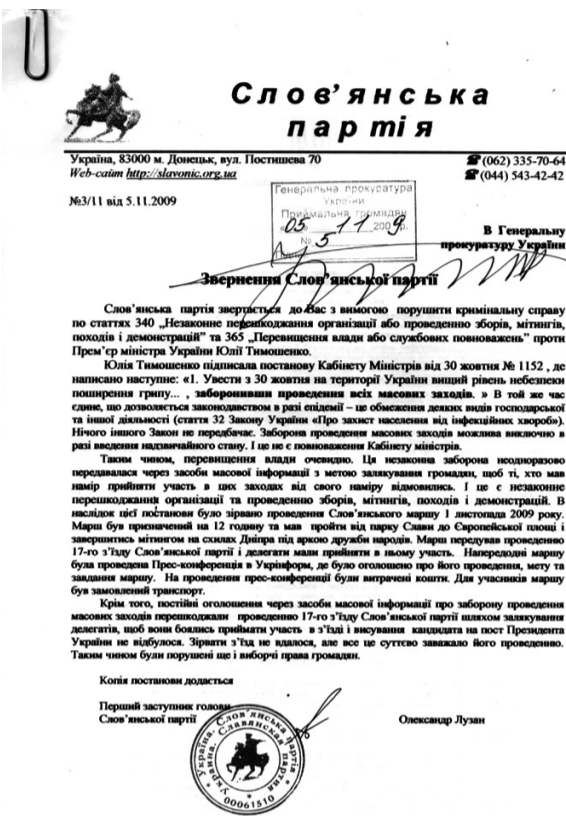 Слов’янська
партія
Україна, 83000 м. Донецьк, вул. Постишева 70
Web-сайт http://slavonic.org.ua
☎(062) 335-70-64
☎(044) 543-42-42
№3/11 від 5.11.2009
Генеральна прокуратура
України
Приймальня громадян
«05» 11 2009 р.
№ 5
В Генеральну
прокуратуру України
Звернення Слов’янської партії
Слов’янська партія звертається до Вас з вимогою порушити кримінальну справу
по статтях 340 „Незаконне перешкоджання організації або проведенню зборів, мітингів,
походів і демонстрацій” та 365 „Перевищення влади або службових повноважень” проти
Прем’єр міністра України Юлії Тимошенко.
Юлія Тимошенко підписала постанову Кабінету Міністрів від 30 жовтня № 1152 , де
написано наступне: «1. Увести з 30 жовтня на території України вищий рівень небезпеки
поширення грипу... , заборонивши проведення всіх масових заходів. » В той же час
єдине, що дозволяється законодавством в разі епідемії – це обмеження деяких видів господарської
та іншої діяльності (стаття 32 Закону України «Про захист населення від інфекційних хвороб»).
Нічого іншого Закон не передбачає. Заборона проведення масових заходів можлива виключно в
разі введення надзвичайного стану. І це не є повноваження Кабінету міністрів.
Таким чином, перевищення влади очевидно. Ця незаконна заборона неодноразово
передавалася через засоби масової інформації з метою залякування громадян, щоб ті, хто мав
намір прийняти участь в цих заходах від свого наміру відмовились. І це є незаконне
перешкоджання організації та проведенню зборів, мітингів, походів і демонстрацій. В
наслідок цієї постанови було зірвано проведення Слов’янського маршу 1 листопада 2009 року.
Марш був призначений на 12 годину та мав пройти від парку Слави до Європейської площі і
завершитись мітингом на схилах Дніпра під аркою дружби народів. Марш передував проведенню
17-го з’їзду Слов’янської партії і делегати мали прийняти в ньому участь. Напередодні маршу
була проведена Прес-конференція в Укрінформ, де було оголошено про його проведення, мету та
завдання маршу. На проведення прес-конференції були витрачені кошти. Для учасників маршу
був замовлений транспорт.
Крім того, постійні оголошення через засоби масової інформації про заборону проведення
масових заходів перешкоджали проведенню 17-го з’їзду Слов’янської партії шляхом залякування
делегатів, щоб вони боялись приймати участь в з’їзді і висування кандидата на пост Президента
України не відбулося. Зірвати з’їзд не вдалося, але все це суттєво заважало його проведенню.
Таким чином були порушені ще і виборчі права громадян.
Копія постанови додається
Перший заступник голови
Слов’янської партії
Олександр Лузан
Україна. Слов’янська партія
Украина. Славянская партия
00061510